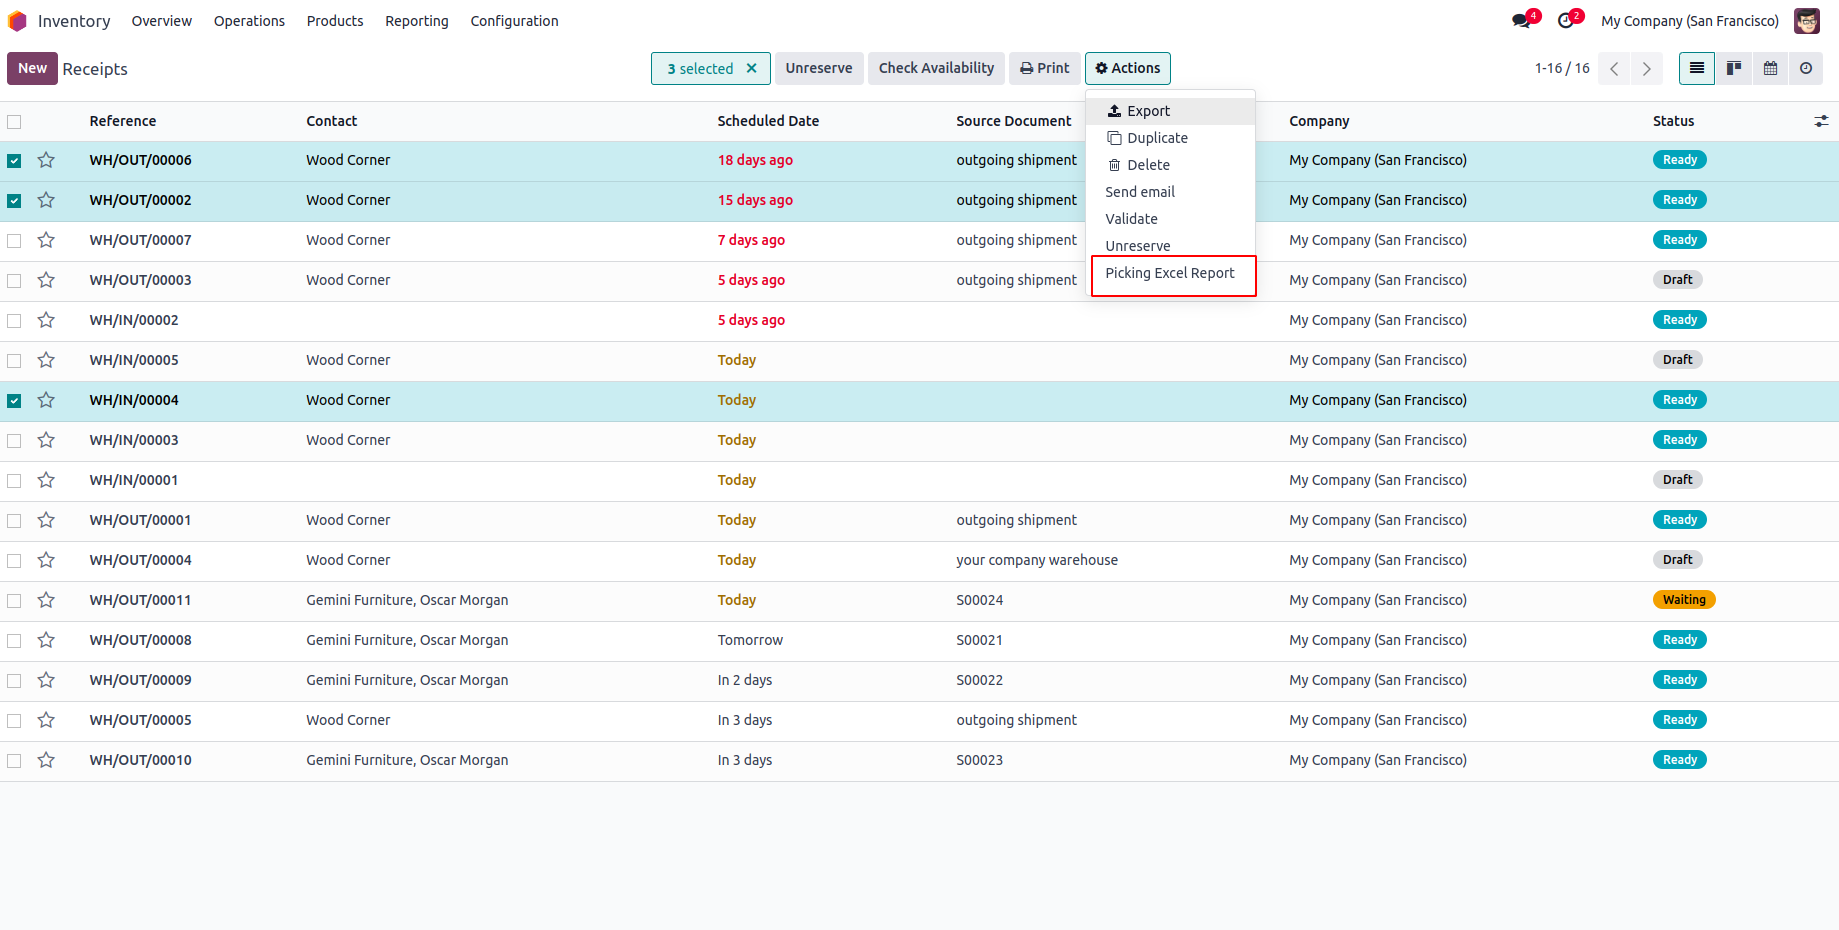 Inventory Overview Operations Products Reporting Configuration 4 2 My Company (San Francisco)
New Receipts 3 selected × Unreserve Check Availability Print Actions 1-16 / 16
Export
Duplicate
Delete
Send email
Validate
Unreserve
Picking Excel Report
Reference Contact Scheduled Date Source Document Company Status
WH/OUT/00006 Wood Corner 18 days ago outgoing shipment My Company (San Francisco) Ready
WH/OUT/00002 Wood Corner 15 days ago outgoing shipment My Company (San Francisco) Ready
WH/OUT/00007 Wood Corner 7 days ago outgoing shipment My Company (San Francisco) Ready
WH/OUT/00003 Wood Corner 5 days ago outgoing shipment My Company (San Francisco) Draft
WH/IN/00002 5 days ago My Company (San Francisco) Ready
WH/IN/00005 Wood Corner Today My Company (San Francisco) Draft
WH/IN/00004 Wood Corner Today My Company (San Francisco) Ready
WH/IN/00003 Wood Corner Today My Company (San Francisco) Ready
WH/IN/00001 Today My Company (San Francisco) Draft
WH/OUT/00001 Wood Corner Today outgoing shipment My Company (San Francisco) Ready
WH/OUT/00004 Wood Corner Today your company warehouse My Company (San Francisco) Draft
WH/OUT/00011 Gemini Furniture, Oscar Morgan Today S00024 My Company (San Francisco) Waiting
WH/OUT/00008 Gemini Furniture, Oscar Morgan Tomorrow S00021 My Company (San Francisco) Ready
WH/OUT/00009 Gemini Furniture, Oscar Morgan In 2 days S00022 My Company (San Francisco) Ready
WH/OUT/00005 Wood Corner In 3 days outgoing shipment My Company (San Francisco) Ready
WH/OUT/00010 Gemini Furniture, Oscar Morgan In 3 days S00023 My Company (San Francisco) Ready